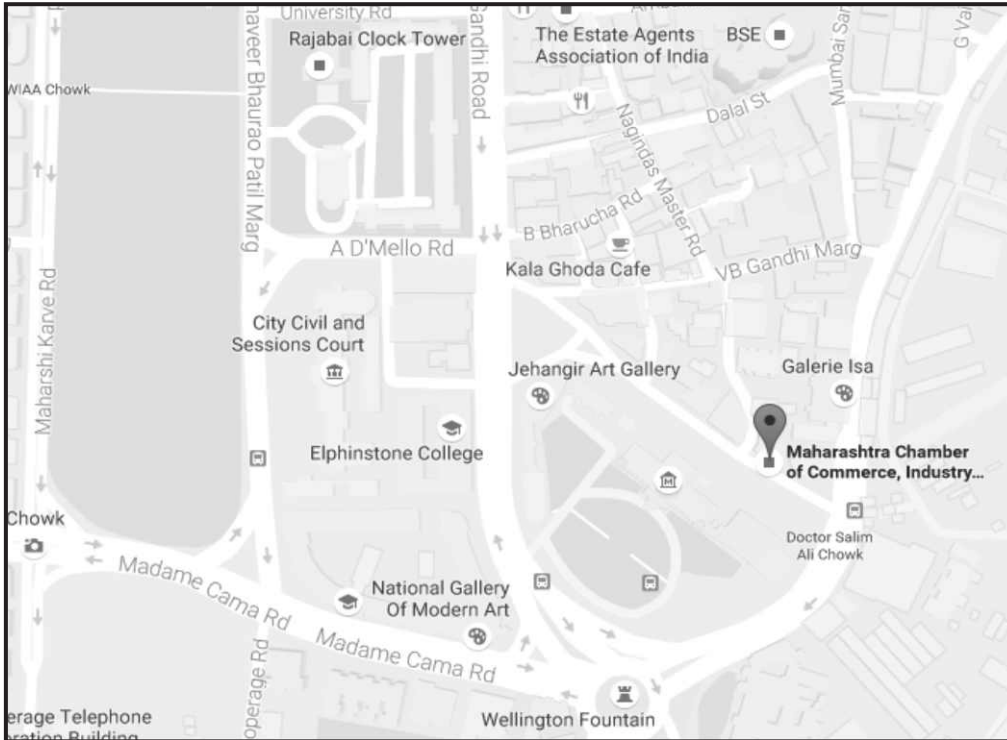 University Rd
Rajabai Clock Tower
The Estate Agents
Association of India
BSE
WIAA Chowk
Gandhi Road
Dalal St
Nagindas Master Rd
B Bharucha Rd
A D'Mello Rd
Kala Ghoda Cafe
VB Gandhi Marg
Bhaurao Patil Marg
Maharshi Karve Rd
City Civil and
Sessions Court
Jehangir Art Gallery
Galerie Isa
Elphinstone College
Maharashtra Chamber
of Commerce, Industry...
Doctor Salim
Ali Chowk
Chowk
Madame Cama Rd
National Gallery
Of Modern Art
Madame Cama Rd
Wellington Fountain
erage Telephone
Mumbai